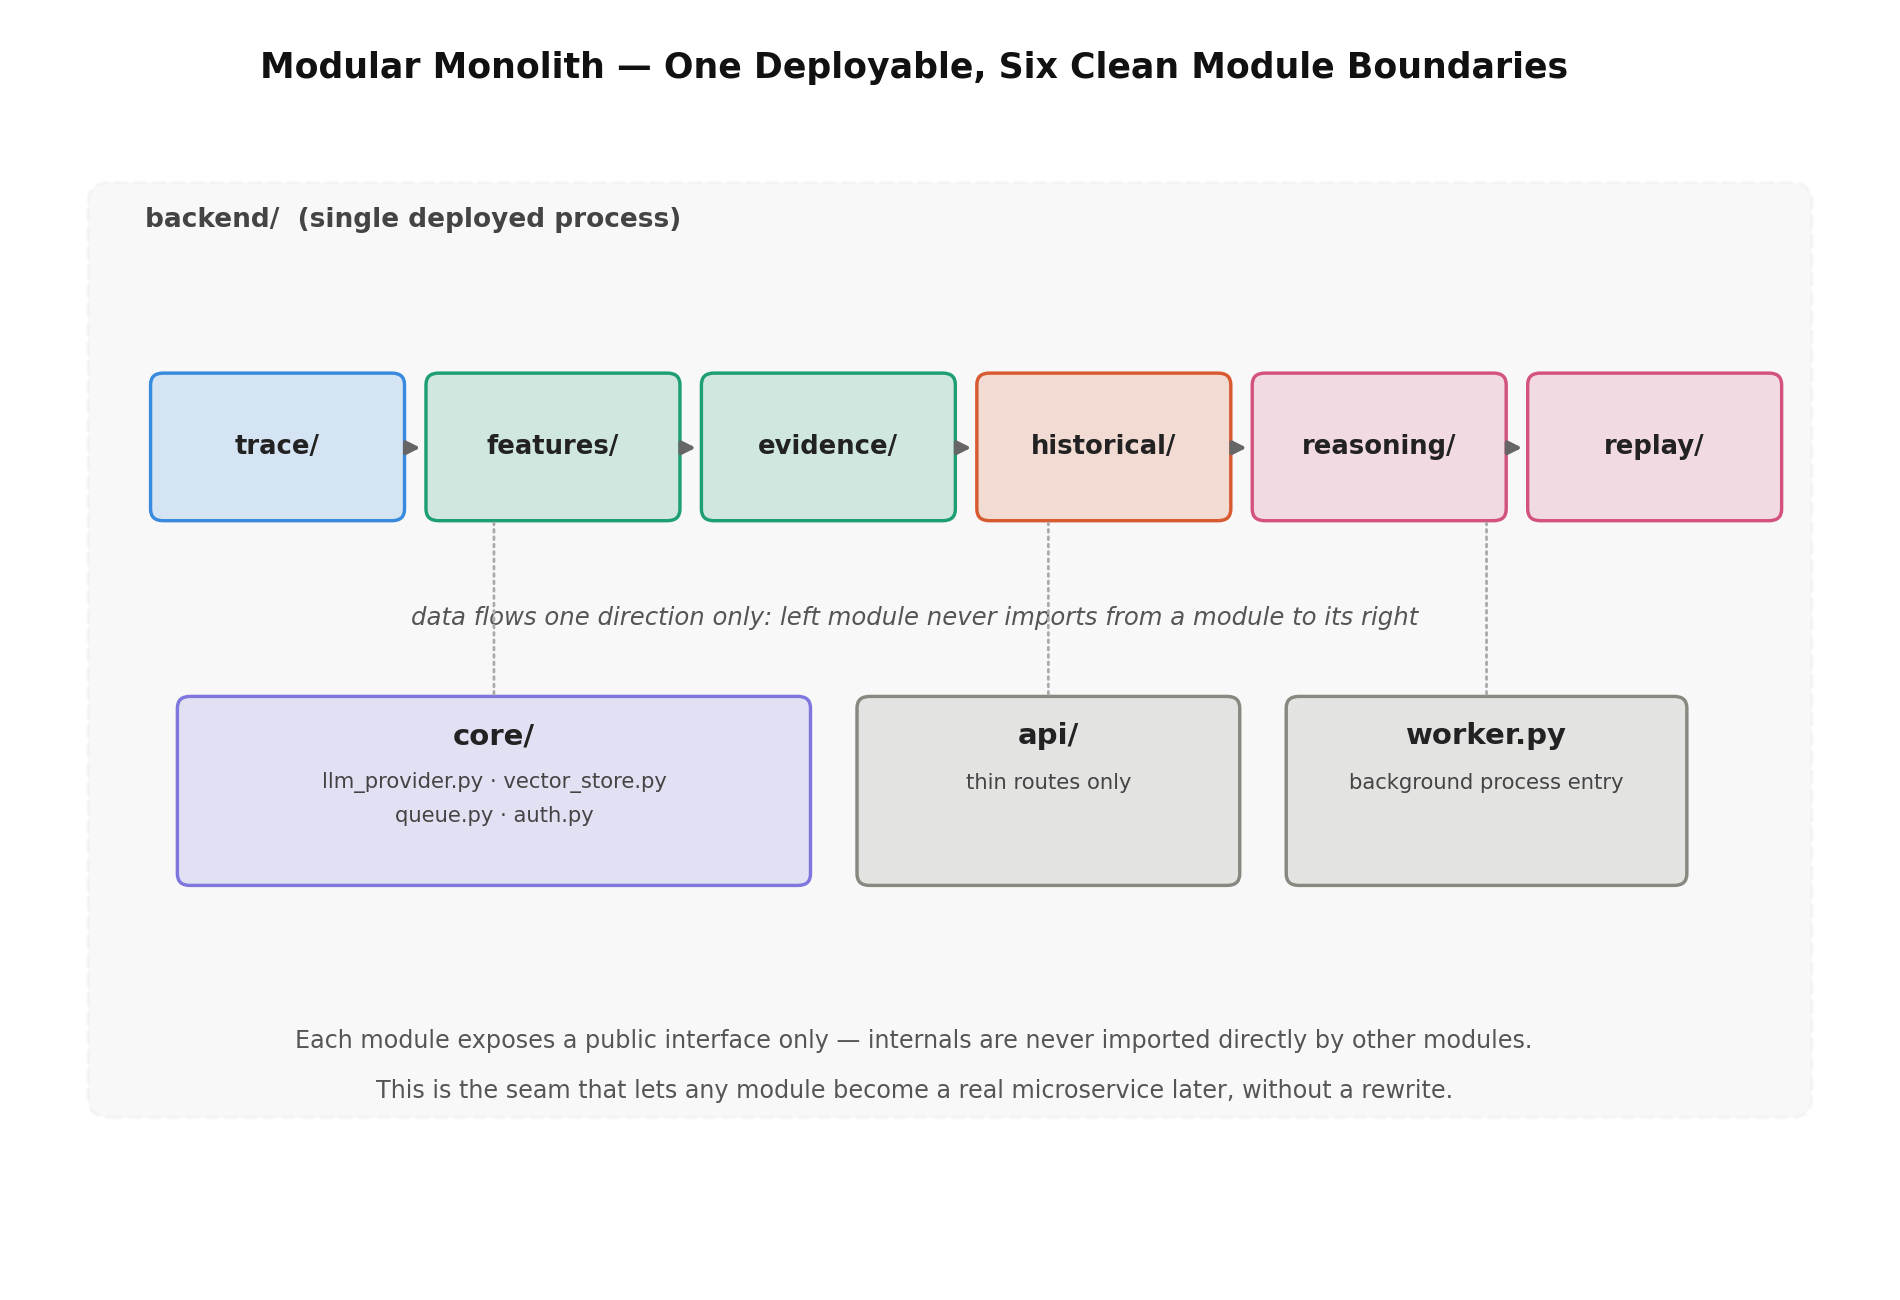 Modular Monolith — One Deployable, Six Clean Module Boundaries
backend/  (single deployed process)
trace/
features/
evidence/
historical/
reasoning/
replay/
data flows one direction only: left module never imports from a module to its right
core/
llm_provider.py · vector_store.py
queue.py · auth.py
api/
thin routes only
worker.py
background process entry
Each module exposes a public interface only — internals are never imported directly by other modules.
This is the seam that lets any module become a real microservice later, without a rewrite.